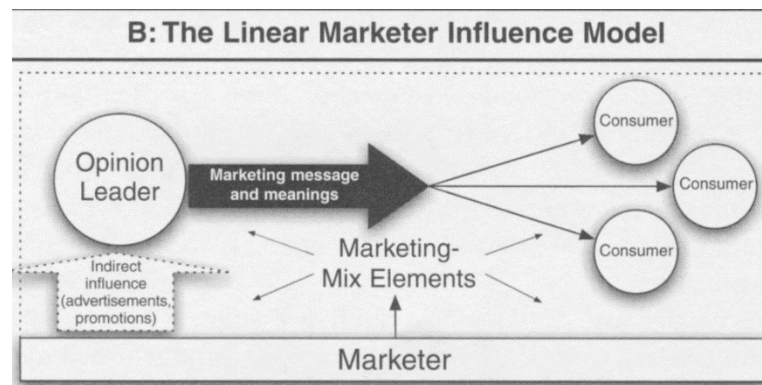 B: The Linear Marketer Influence Model
Opinion
Leader
Marketing message
and meanings
Consumer
Consumer
Consumer
Indirect
influence
(advertisements,
promotions)
Marketing-
Mix Elements
Marketer